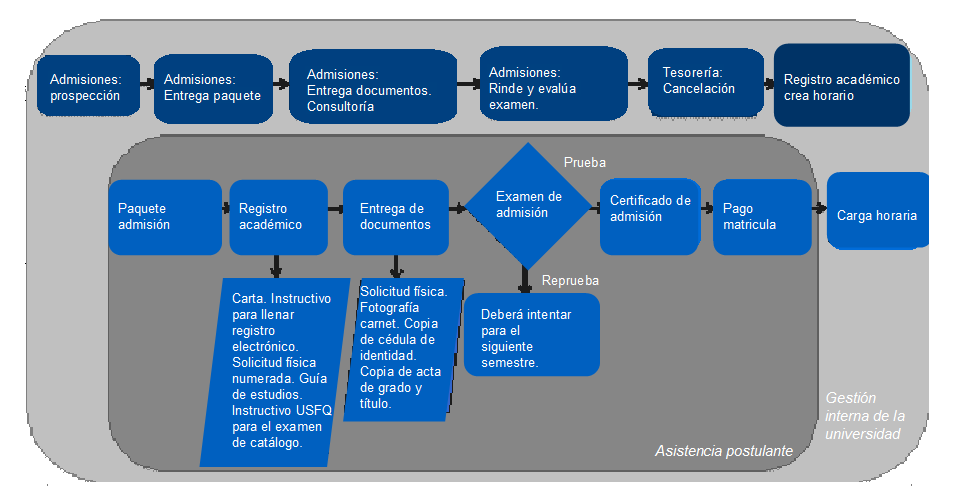 Admisiones:
prospección
Admisiones:
Entrega paquete
Admisiones:
Entrega documentos.
Consultoría
Admisiones:
Rinde y evalúa
examen.
Tesorería:
Cancelación
Registro académico
crea horario
Prueba
Paquete
admisión
Registro
académico
Entrega de
documentos
Examen de
admisión
Certificado de
admisión
Pago
matricula
Carga horaria
Reprueba
Carta. Instructivo
para llenar
registro
electrónico.
Solicitud física
numerada. Guía
de estudios.
Instructivo USFQ
para el examen
de catálogo.
Solicitud física.
Fotografía
carnet. Copia
de cédula de
identidad.
Copia de acta
de grado y
título.
Deberá intentar
para el
siguiente
semestre.
Gestión
interna de la
universidad
Asistencia postulante